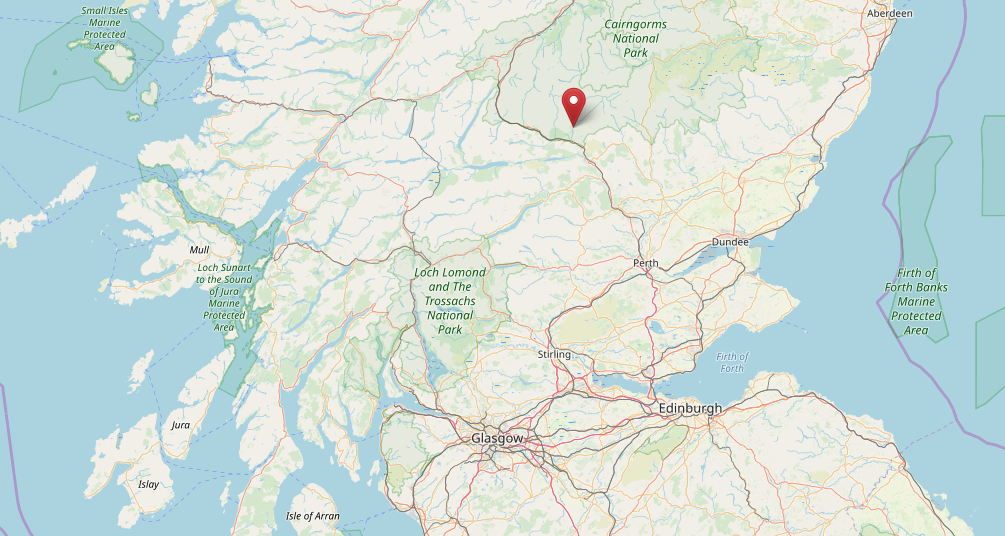 Small Isles
Marine
Protected
Area
Cairngorms
National
Park
Aberdeen
Mull
Loch Sunart
to the Sound
of Jura
Marine
Protected
Area
Loch Lomond
and The
Trossachs
National
Park
Dundee
Perth
Firth of
Forth Banks
Marine
Protected
Area
Stirling
Firth of
Forth
Jura
Edinburgh
Glasgow
Islay
Isle of Arran